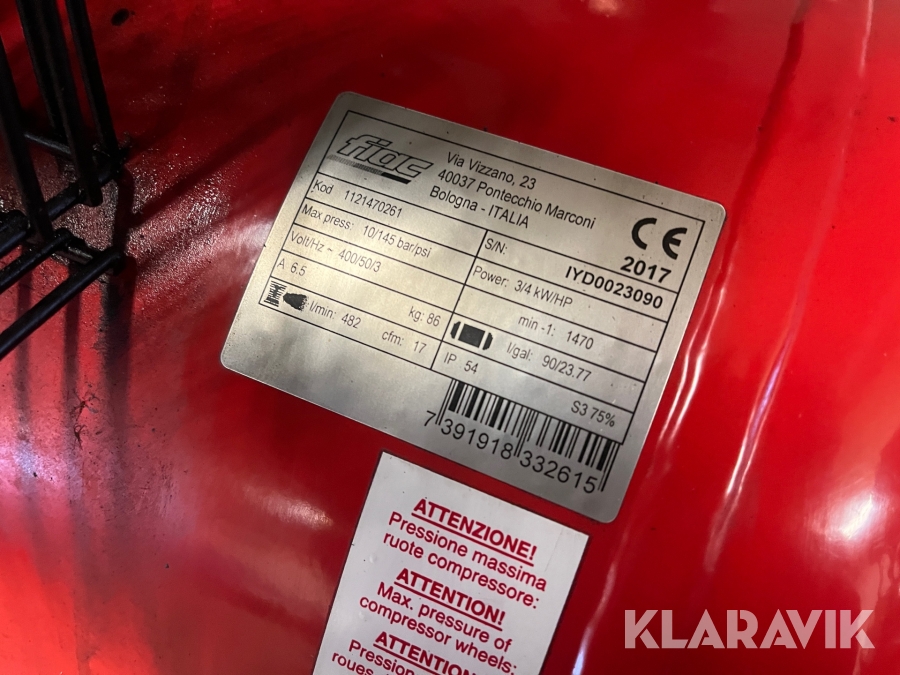 fiac
Via Vizzano, 23
40037 Pontecchio Marconi
Bologna - ITALIA
CE
Kod 1121470261
S/N: 2017
IYD0023090
Max press: 10/145 bar/psi
Power: 3/4 kW/HP
Volt/Hz ~ 400/50/3
min -1: 1470
A 6.5
kg: 86
l/gal: 90/23.77
l/min: 482
cfm: 17
IP 54
S3 75%
7 391918 332615
ATTENZIONE!
Pressione massima
ruote compressore:
ATTENTION!
Max. pressure of
compressor wheels:
ATTENTION
Pression
roues
KLARAVIK